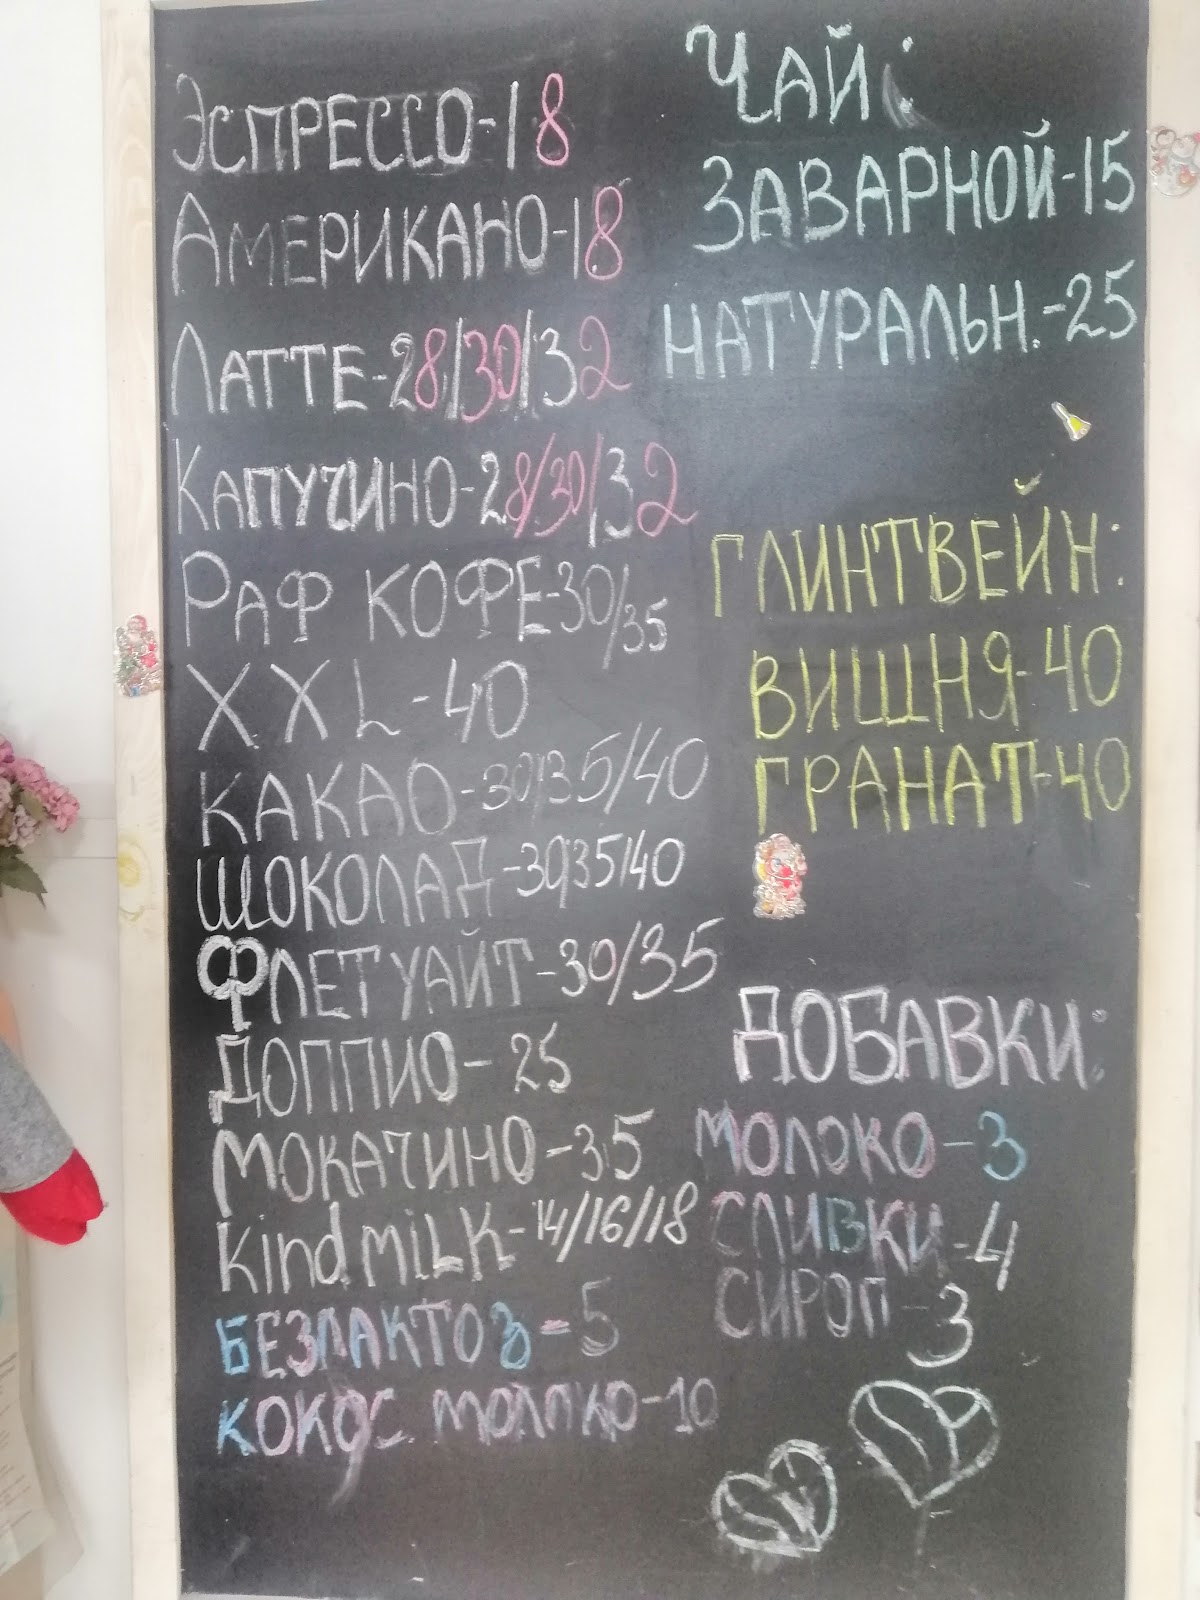 Эспрессо-18
Американо-18
Латте-28/30/32
Капучино-28/30/32
Раф кофе-30/35
XXL-40
Какао-30/35/40
Шоколад-30/35/40
Флетуайт-30/35
Доппио-25
Мокачино-35
Kind milk-14/16/18
Безлактоз-5
Кокос молоко-10
Чай:
Заварной-15
Натуральн.-25
Глинтвейн:
Вишня-40
Гранат-40
Добавки:
Молоко-3
Сливки-4
Сироп-3